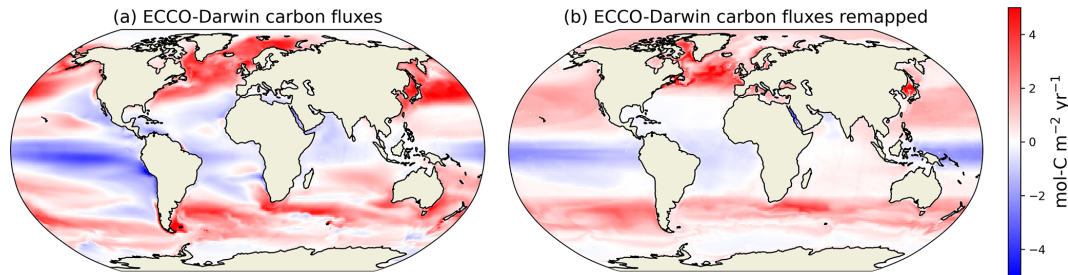 (a) ECCO-Darwin carbon fluxes
(b) ECCO-Darwin carbon fluxes remapped
4
2
0
−2
−4
mol-C m⁻² yr⁻¹